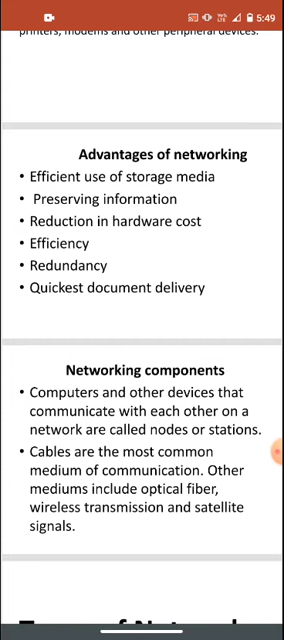 5:49
printers, modems and other peripheral devices.
Advantages of networking
• Efficient use of storage media
• Preserving information
• Reduction in hardware cost
• Efficiency
• Redundancy
• Quickest document delivery
Networking components
• Computers and other devices that
communicate with each other on a
network are called nodes or stations.
• Cables are the most common
medium of communication. Other
mediums include optical fiber,
wireless transmission and satellite
signals.